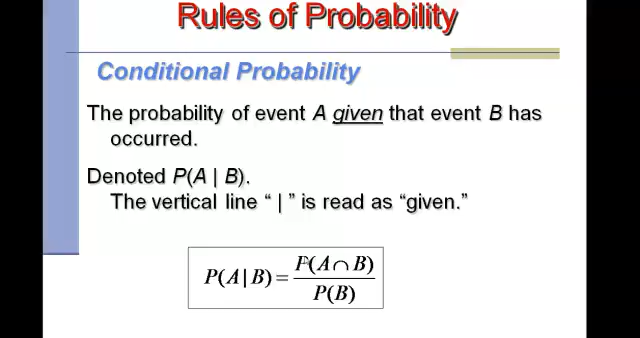 Rules of Probability
Conditional Probability
The probability of event A given that event B has
occurred.
Denoted P(A | B).
The vertical line “ | ” is read as “given.”
P(A | B) = P(A ∩ B) / P(B)